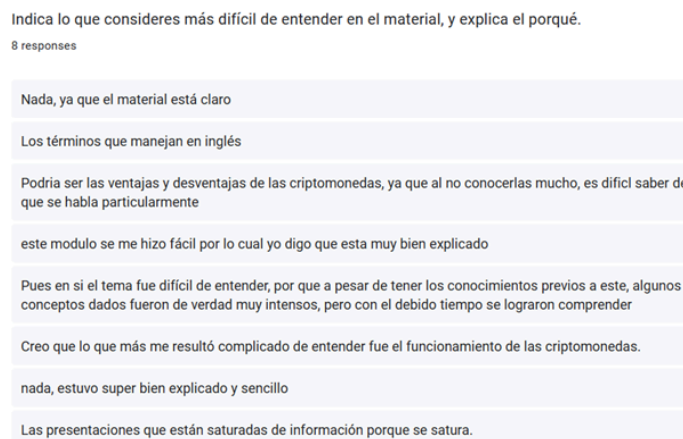 Indica lo que consideres más difícil de entender en el material, y explica el porqué.
8 responses
Nada, ya que el material está claro
Los términos que manejan en inglés
Podria ser las ventajas y desventajas de las criptomonedas, ya que al no conocerlas mucho, es dificl saber de
que se habla particularmente
este modulo se me hizo fácil por lo cual yo digo que esta muy bien explicado
Pues en si el tema fue difícil de entender, por que a pesar de tener los conocimientos previos a este, algunos
conceptos dados fueron de verdad muy intensos, pero con el debido tiempo se lograron comprender
Creo que lo que más me resultó complicado de entender fue el funcionamiento de las criptomonedas.
nada, estuvo super bien explicado y sencillo
Las presentaciones que están saturadas de información porque se satura.